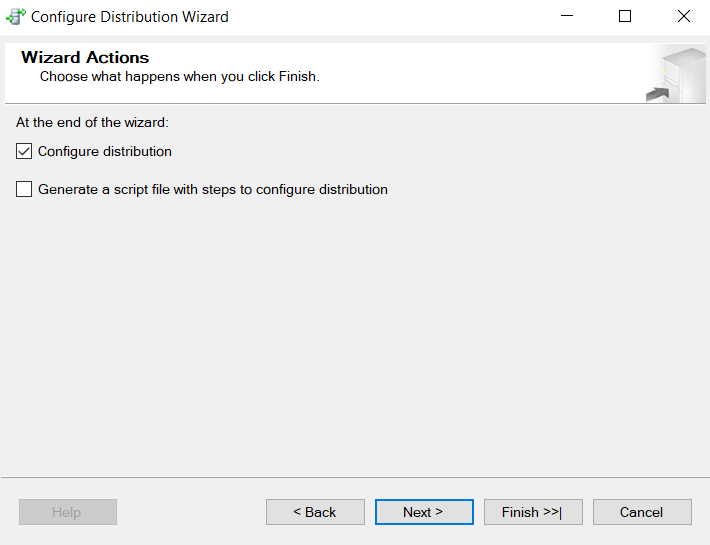 Configure Distribution Wizard
Wizard Actions
Choose what happens when you click Finish.
At the end of the wizard:
Configure distribution
Generate a script file with steps to configure distribution
Help
< Back
Next >
Finish >>|
Cancel